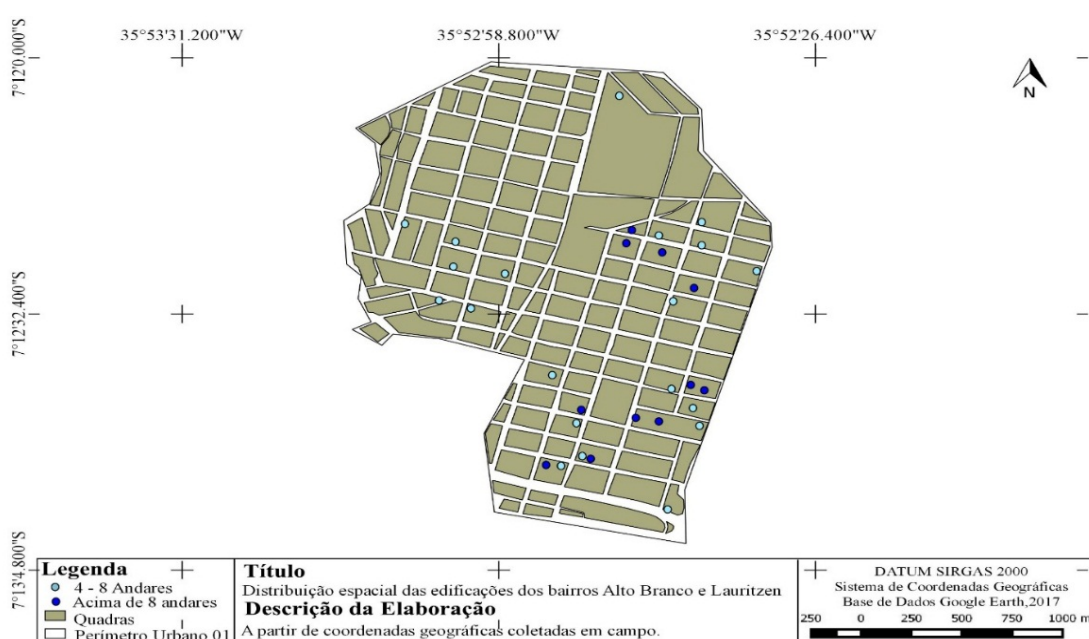 35°53'31.200"W 35°52'58.800"W 35°52'26.400"W
7°12'0.000"S
N
7°12'32.400"S
7°13'4.800"S
Legenda
4 - 8 Andares
Acima de 8 andares
Quadras
Perímetro Urbano 01
Título
Distribuição espacial das edificações dos bairros Alto Branco e Lauritzen
Descrição da Elaboração
A partir de coordenadas geográficas coletadas em campo.
DATUM SIRGAS 2000
Sistema de Coordenadas Geográficas
Base de Dados Google Earth,2017
250 0 250 500 750 1000 m